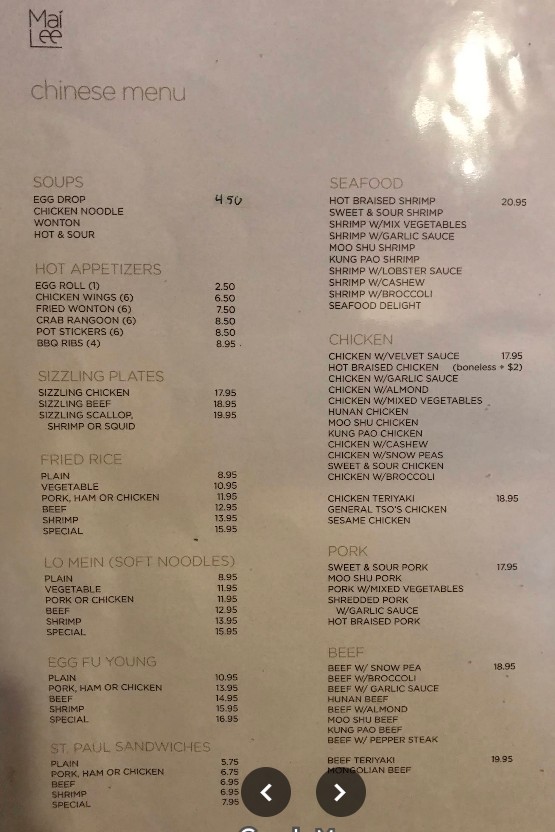 Mai
Lee
chinese menu
SOUPS
EGG DROP 4 50
CHICKEN NOODLE
WONTON
HOT & SOUR
HOT APPETIZERS
EGG ROLL (1) 2.50
CHICKEN WINGS (6) 6.50
FRIED WONTON (6) 7.50
CRAB RANGOON (6) 8.50
POT STICKERS (6) 8.50
BBQ RIBS (4) 8.95
SIZZLING PLATES
SIZZLING CHICKEN 17.95
SIZZLING BEEF 18.95
SIZZLING SCALLOP, 19.95
SHRIMP OR SQUID
FRIED RICE
PLAIN 8.95
VEGETABLE 10.95
PORK, HAM OR CHICKEN 11.95
BEEF 12.95
SHRIMP 13.95
SPECIAL 15.95
LO MEIN (SOFT NOODLES)
PLAIN 8.95
VEGETABLE 11.95
PORK OR CHICKEN 11.95
BEEF 12.95
SHRIMP 13.95
SPECIAL 15.95
EGG FU YOUNG
PLAIN 10.95
PORK, HAM OR CHICKEN 13.95
BEEF 14.95
SHRIMP 15.95
SPECIAL 16.95
ST. PAUL SANDWICHES
PLAIN 5.75
PORK, HAM OR CHICKEN 6.75
BEEF 6.95
SHRIMP 6.95
SPECIAL 7.95
SEAFOOD
HOT BRAISED SHRIMP 20.95
SWEET & SOUR SHRIMP
SHRIMP W/MIX VEGETABLES
SHRIMP W/GARLIC SAUCE
MOO SHU SHRIMP
KUNG PAO SHRIMP
SHRIMP W/LOBSTER SAUCE
SHRIMP W/CASHEW
SHRIMP W/BROCCOLI
SEAFOOD DELIGHT
CHICKEN
CHICKEN W/VELVET SAUCE 17.95
HOT BRAISED CHICKEN (boneless + $2)
CHICKEN W/GARLIC SAUCE
CHICKEN W/ALMOND
CHICKEN W/MIXED VEGETABLES
HUNAN CHICKEN
MOO SHU CHICKEN
KUNG PAO CHICKEN
CHICKEN W/CASHEW
CHICKEN W/SNOW PEAS
SWEET & SOUR CHICKEN
CHICKEN W/BROCCOLI
CHICKEN TERIYAKI 18.95
GENERAL TSO'S CHICKEN
SESAME CHICKEN
PORK
SWEET & SOUR PORK 17.95
MOO SHU PORK
PORK W/MIXED VEGETABLES
SHREDDED PORK
W/GARLIC SAUCE
HOT BRAISED PORK
BEEF
BEEF W/ SNOW PEA 18.95
BEEF W/BROCCOLI
BEEF W/ GARLIC SAUCE
HUNAN BEEF
BEEF W/ALMOND
MOO SHU BEEF
KUNG PAO BEEF
BEEF W/ PEPPER STEAK
BEEF TERIYAKI 19.95
MONGOLIAN BEEF